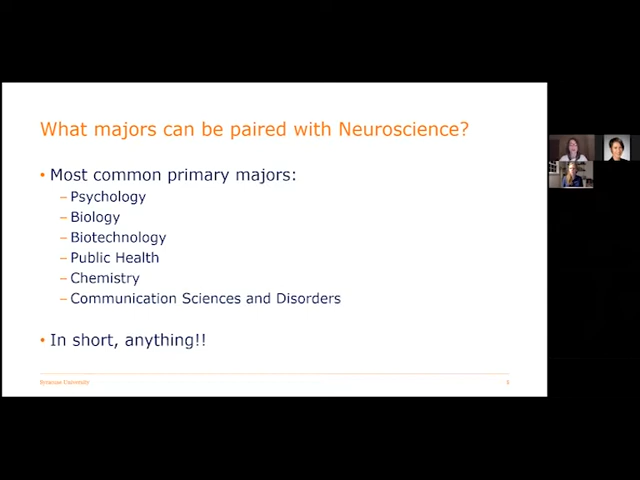 What majors can be paired with Neuroscience?
• Most common primary majors:
– Psychology
– Biology
– Biotechnology
– Public Health
– Chemistry
– Communication Sciences and Disorders
• In short, anything!!
Syracuse University